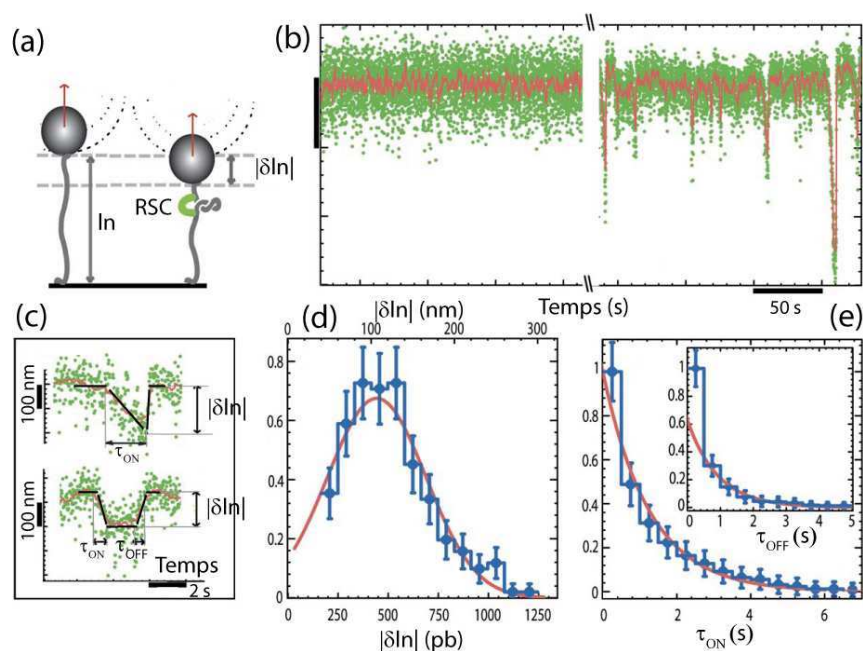 (a)
RSC
ln
|δln|
(b)
Temps (s)
50 s
(c)
100 nm
|δln|
τON
100 nm
|δln|
τON τOFF
Temps
2 s
|δln| (nm)
0 100 200 300
(d)
0.8
0.6
0.4
0.2
0.0
0 250 500 750 1000 1250
|δln| (pb)
(e)
1
0.8
0.6
0.4
0.2
0
0 2 4 6
τON(s)
1
0.8
0.6
0.4
0.2
0
0 1 2 3 4 5
τOFF(s)